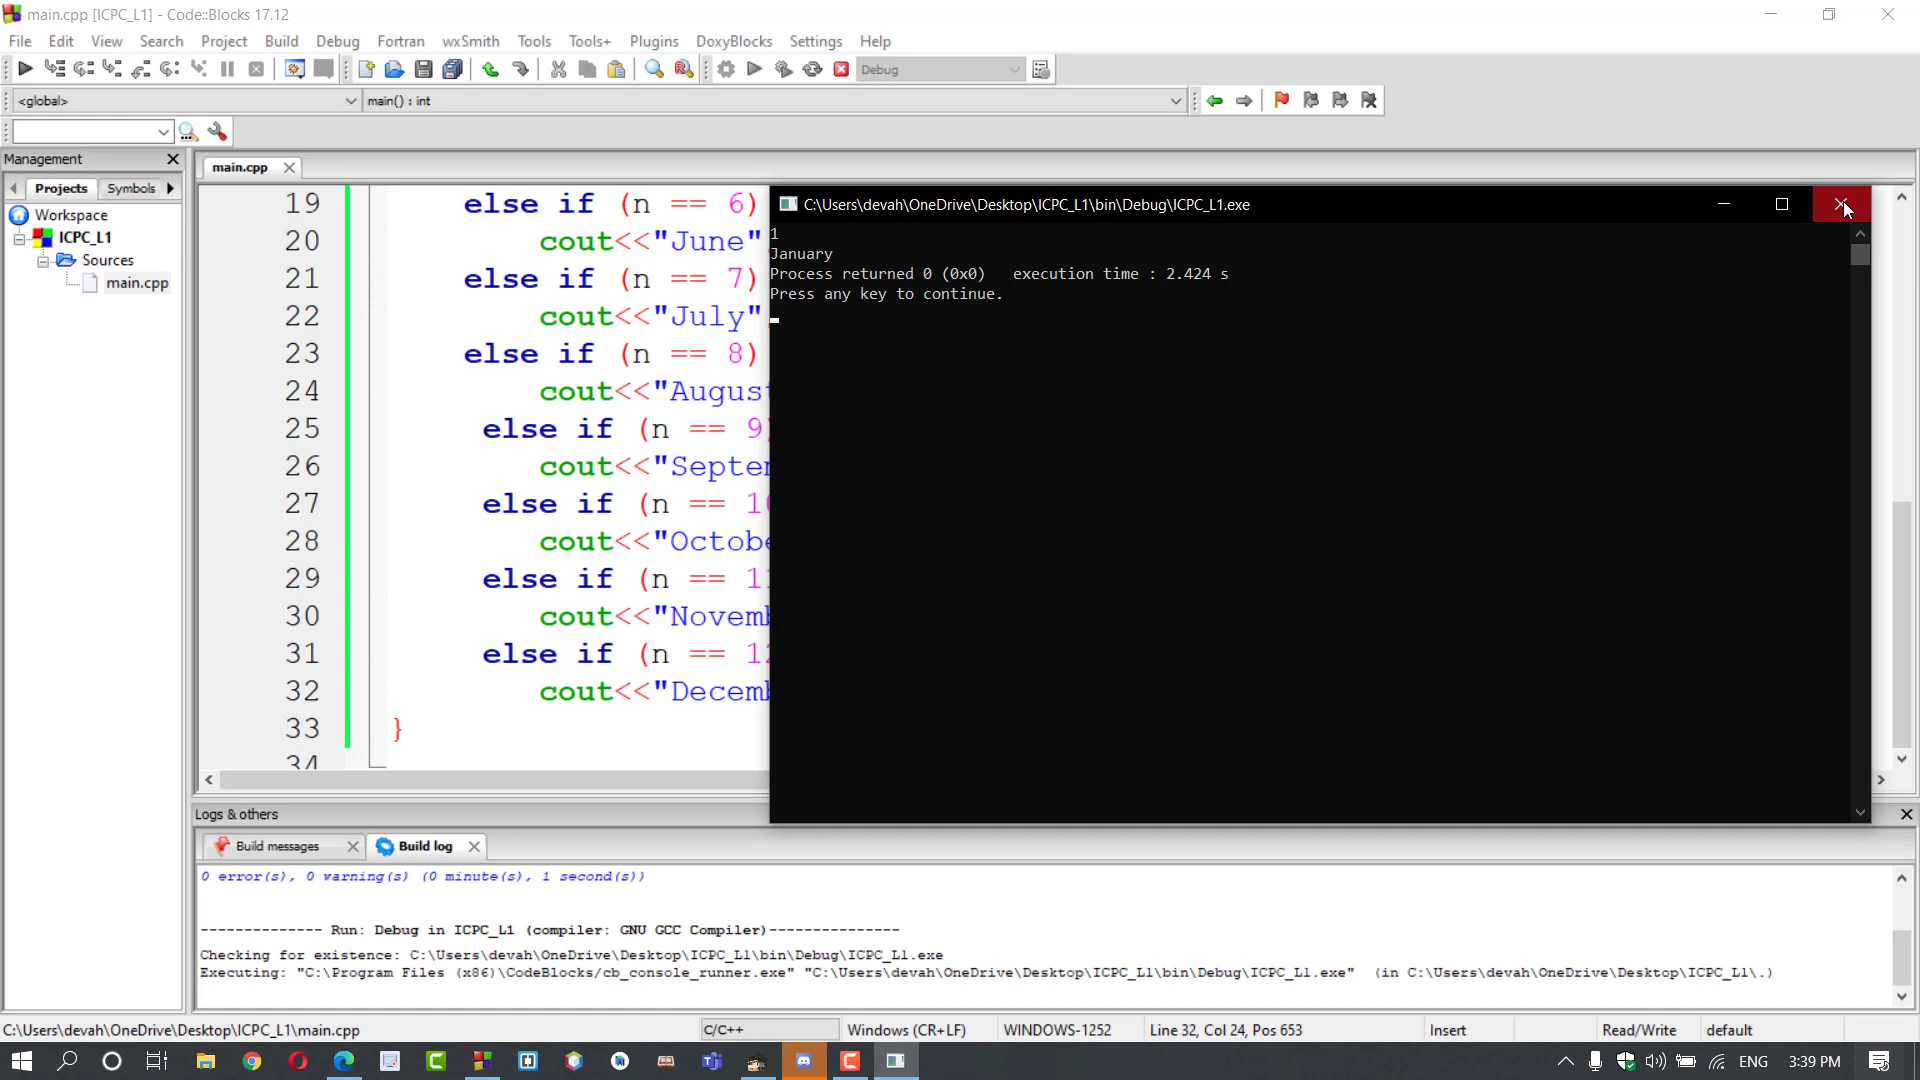 main.cpp [ICPC_L1] - Code::Blocks 17.12
File Edit View Search Project Build Debug Fortran wxSmith Tools Tools+ Plugins DoxyBlocks Settings Help
Debug
<global> main() : int
Management
main.cpp
Projects Symbols
Workspace
ICPC_L1
Sources
main.cpp
19 else if (n == 6)
20 cout<<"June"
21 else if (n == 7)
22 cout<<"July"
23 else if (n == 8)
24 cout<<"August
25 else if (n == 9)
26 cout<<"Septem
27 else if (n == 10
28 cout<<"Octobe
29 else if (n == 11
30 cout<<"Novemb
31 else if (n == 12
32 cout<<"Decemb
33 }
34
C:\Users\devah\OneDrive\Desktop\ICPC_L1\bin\Debug\ICPC_L1.exe
1
January
Process returned 0 (0x0)   execution time : 2.424 s
Press any key to continue.
Logs & others
Build messages Build log
0 error(s), 0 warning(s) (0 minute(s), 1 second(s))
-------------- Run: Debug in ICPC_L1 (compiler: GNU GCC Compiler)---------------
Checking for existence: C:\Users\devah\OneDrive\Desktop\ICPC_L1\bin\Debug\ICPC_L1.exe
Executing: "C:\Program Files (x86)\CodeBlocks/cb_console_runner.exe" "C:\Users\devah\OneDrive\Desktop\ICPC_L1\bin\Debug\ICPC_L1.exe"  (in C:\Users\devah\OneDrive\Desktop\ICPC_L1\.)
C:\Users\devah\OneDrive\Desktop\ICPC_L1\main.cpp C/C++ Windows (CR+LF) WINDOWS-1252 Line 32, Col 24, Pos 653 Insert Read/Write default
ENG 3:39 PM